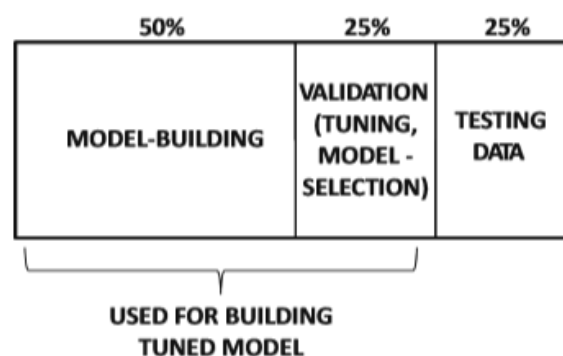 50% 25% 25%
MODEL-BUILDING
VALIDATION
(TUNING,
MODEL -
SELECTION)
TESTING
DATA
USED FOR BUILDING
TUNED MODEL